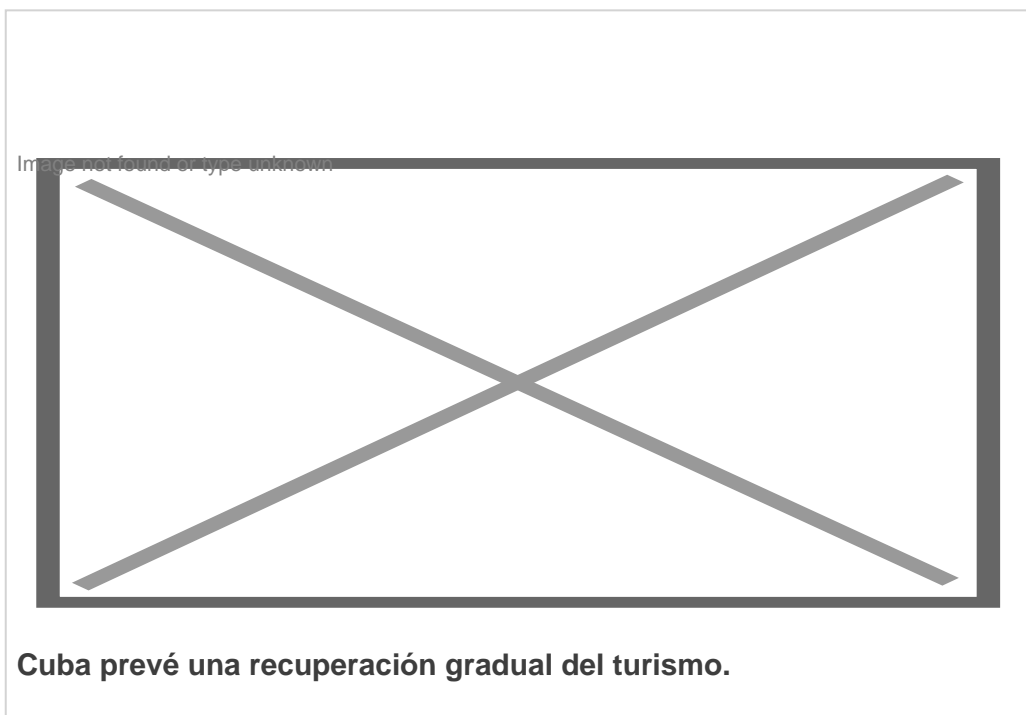 Image not found or type unknown
Cuba prevé una recuperación gradual del turismo.